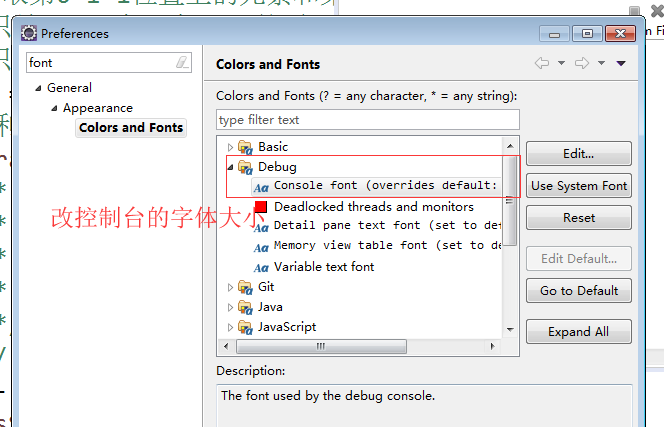 Preferences
font
General
Appearance
Colors and Fonts
Colors and Fonts
Colors and Fonts (? = any character, * = any string):
type filter text
Basic
Debug
Console font (overrides default:
Deadlocked threads and monitors
Detail pane text font (set to def
Memory view table font (set to de
Variable text font
Git
Java
JavaScript
改控制台的字体大小
Edit...
Use System Font
Reset
Edit Default...
Go to Default
Expand All
Description:
The font used by the debug console.